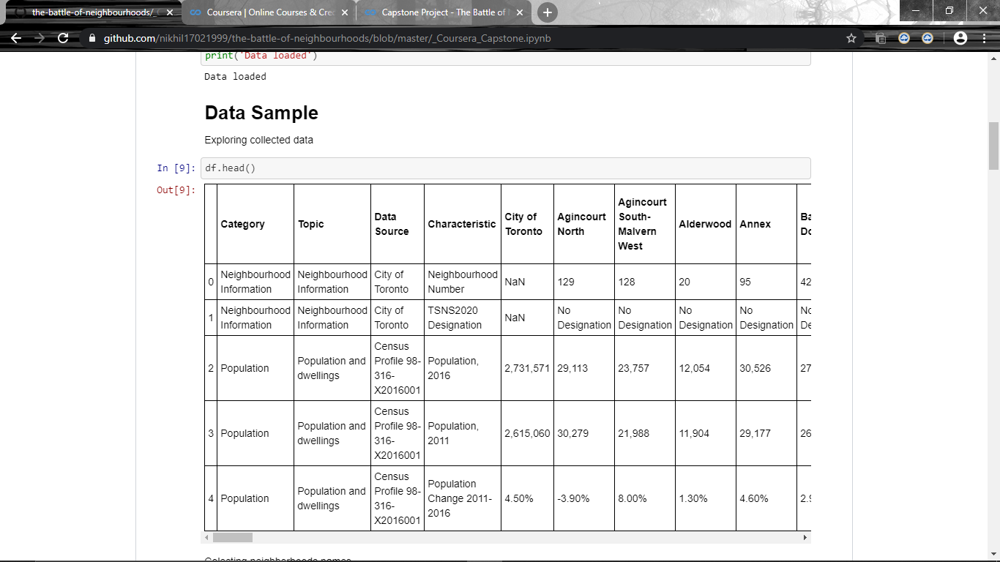 the-battle-of-neighbourhoods/_
Coursera | Online Courses & Cre
Capstone Project - The Battle of
github.com/nikhil17021999/the-battle-of-neighbourhoods/blob/master/_Coursera_Capstone.ipynb
print('Data loaded')
Data loaded
Data Sample
Exploring collected data
In [9]: df.head()
Out[9]:
Category Topic Data Source Characteristic City of Toronto Agincourt North Agincourt South-Malvern West Alderwood Annex
0 Neighbourhood Information Neighbourhood Information City of Toronto Neighbourhood Number NaN 129 128 20 95 42
1 Neighbourhood Information Neighbourhood Information City of Toronto TSNS2020 Designation NaN No Designation No Designation No Designation No Designation No
2 Population Population and dwellings Census Profile 98-316-X2016001 Population, 2016 2,731,571 29,113 23,757 12,054 30,526 27
3 Population Population and dwellings Census Profile 98-316-X2016001 Population, 2011 2,615,060 30,279 21,988 11,904 29,177 26
4 Population Population and dwellings Census Profile 98-316-X2016001 Population Change 2011-2016 4.50% -3.90% 8.00% 1.30% 4.60%
neighborhoods names